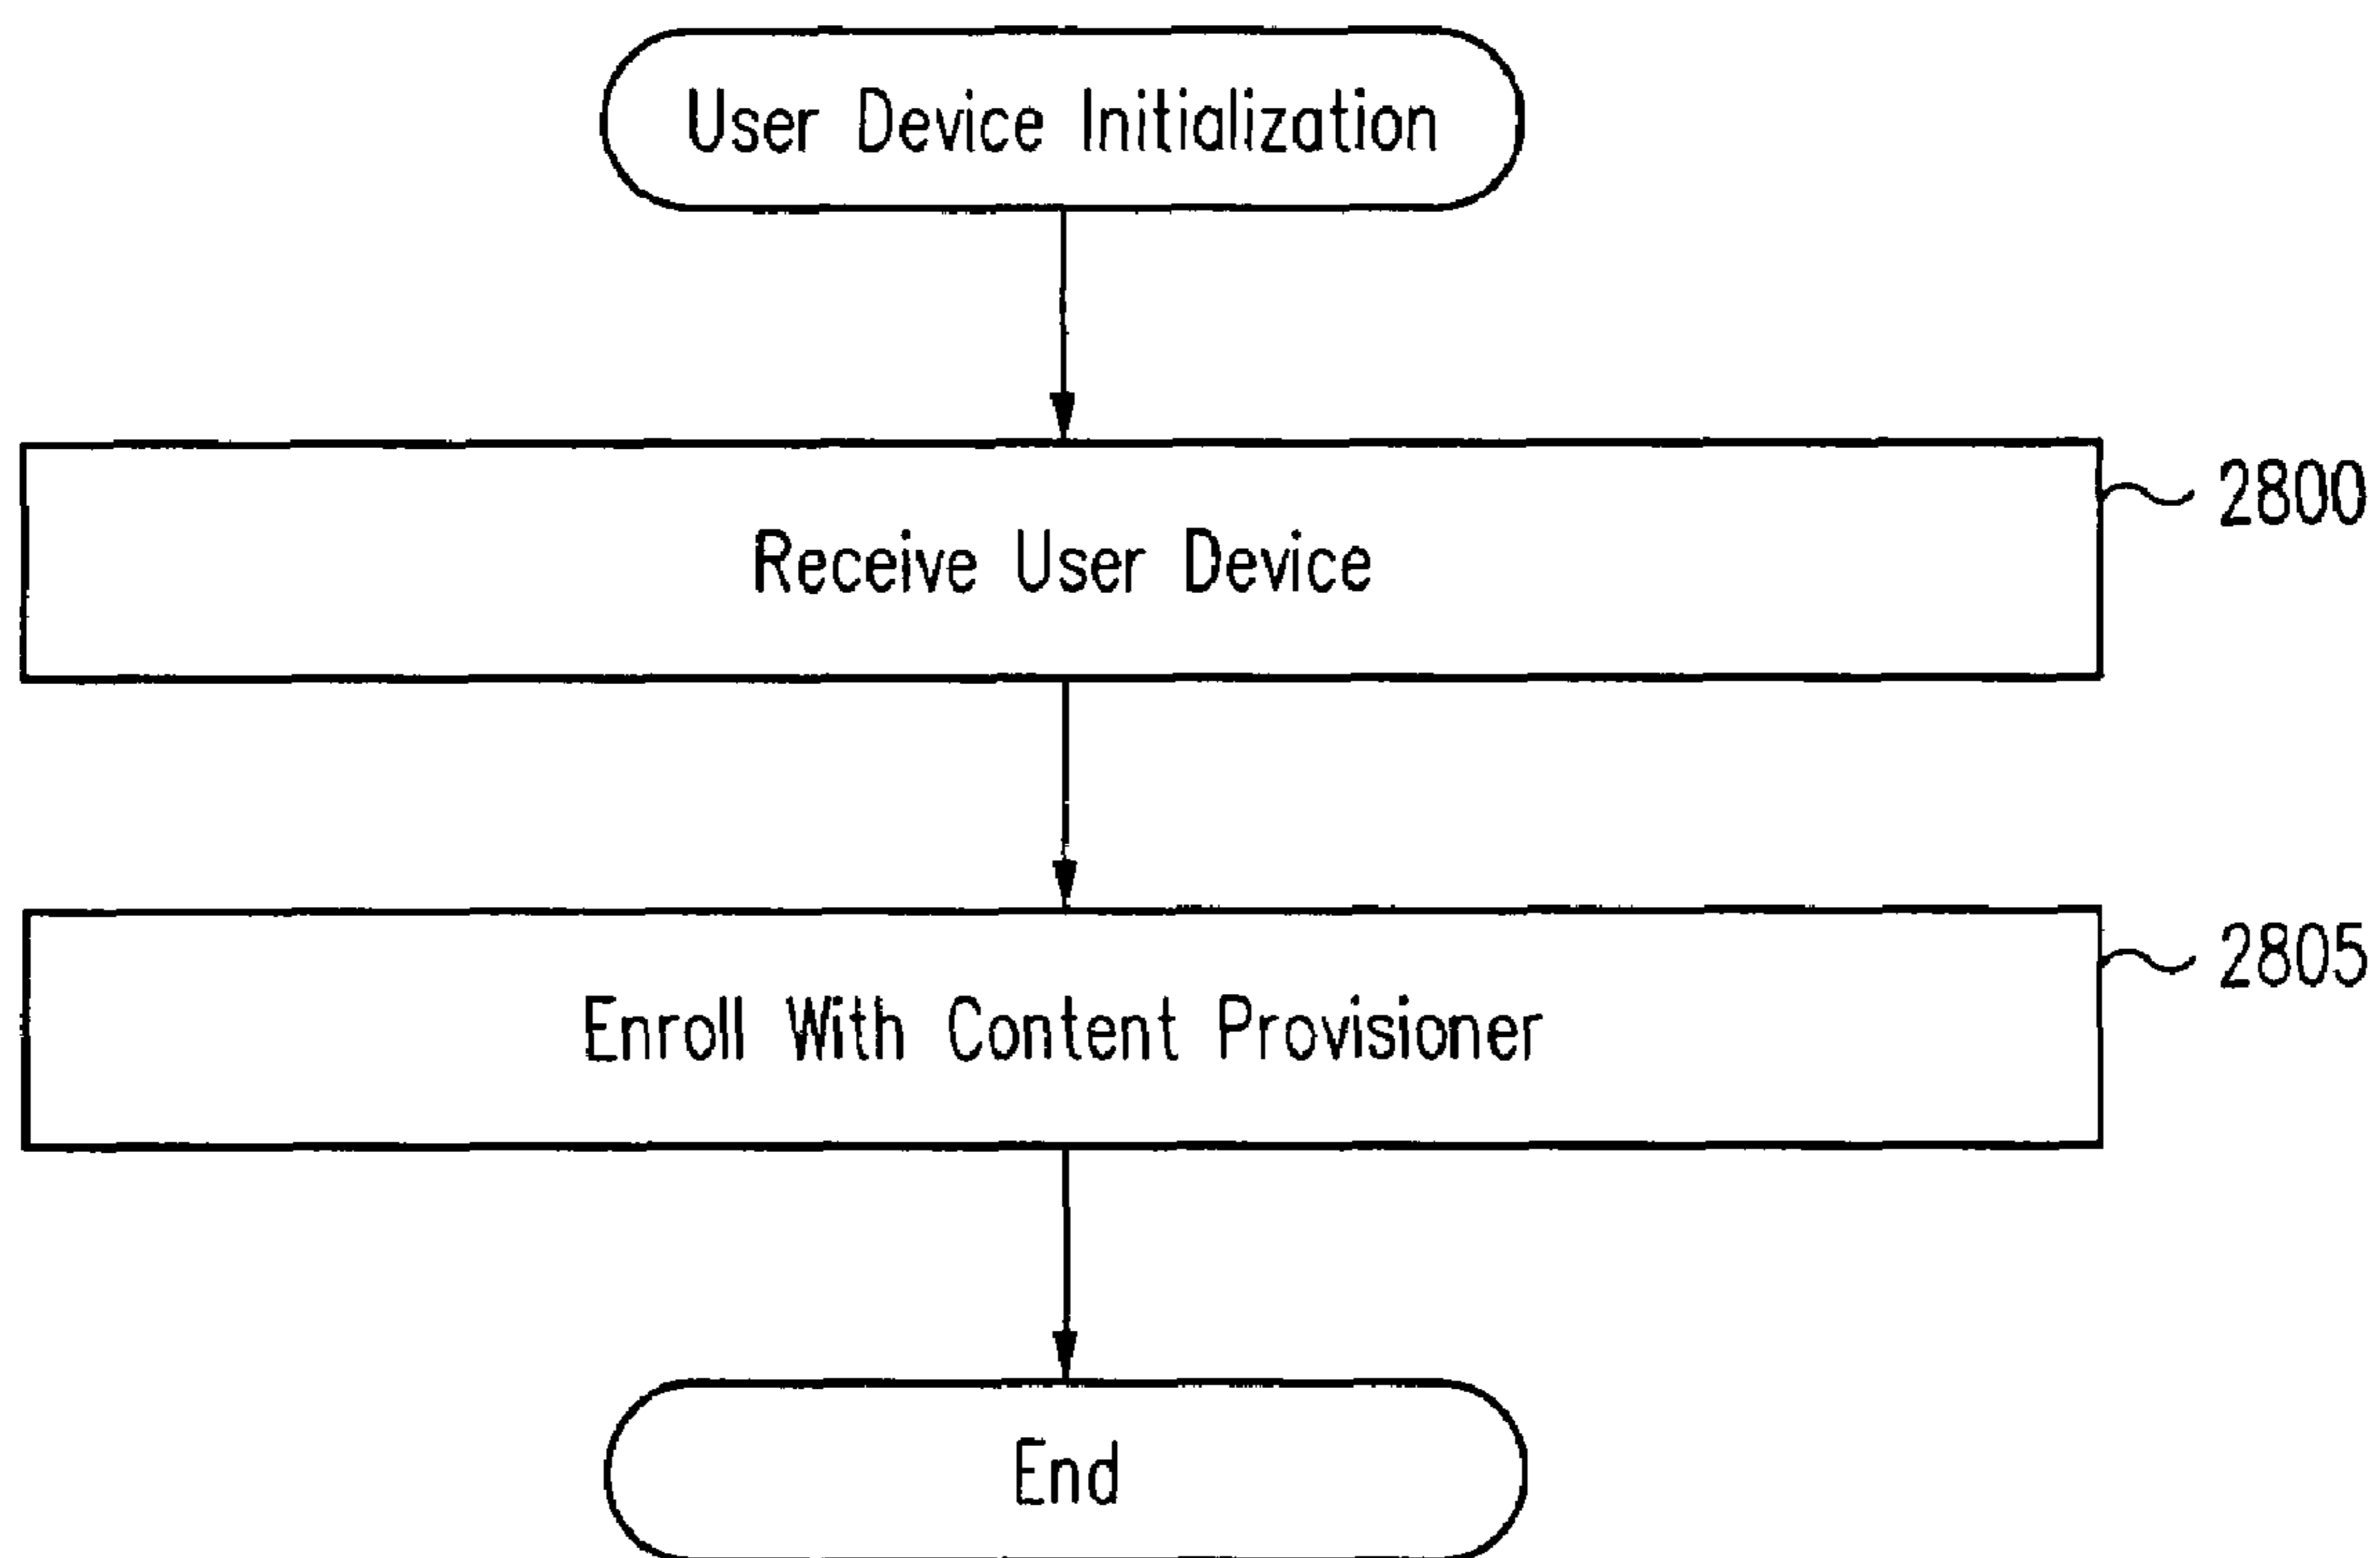 User Device Initialization
2800
Receive User Device
2805
Enroll With Content Provisioner
End